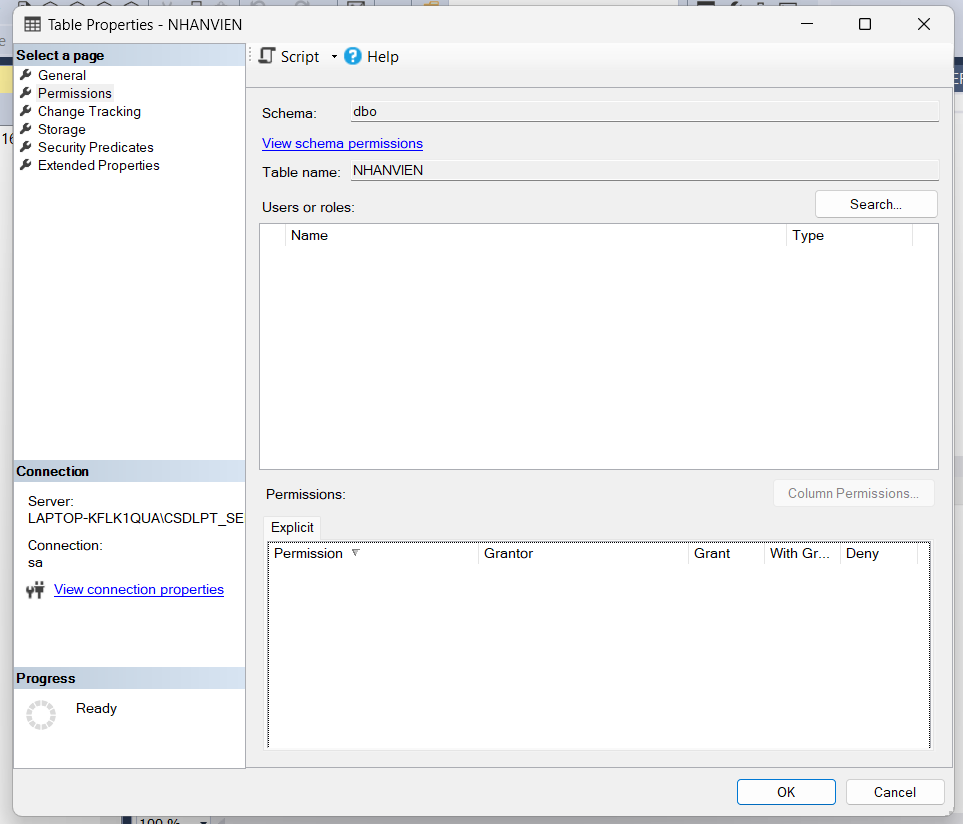 Table Properties - NHANVIEN
Select a page
General
Permissions
Change Tracking
Storage
Security Predicates
Extended Properties
Script
Help
Schema:
dbo
View schema permissions
Table name:
NHANVIEN
Users or roles:
Search...
Name
Type
Connection
Server:
LAPTOP-KFLK1QUA\CSDLPT_SE
Connection:
sa
View connection properties
Permissions:
Column Permissions...
Explicit
Permission
Grantor
Grant
With Gr...
Deny
Progress
Ready
OK
Cancel
100 %